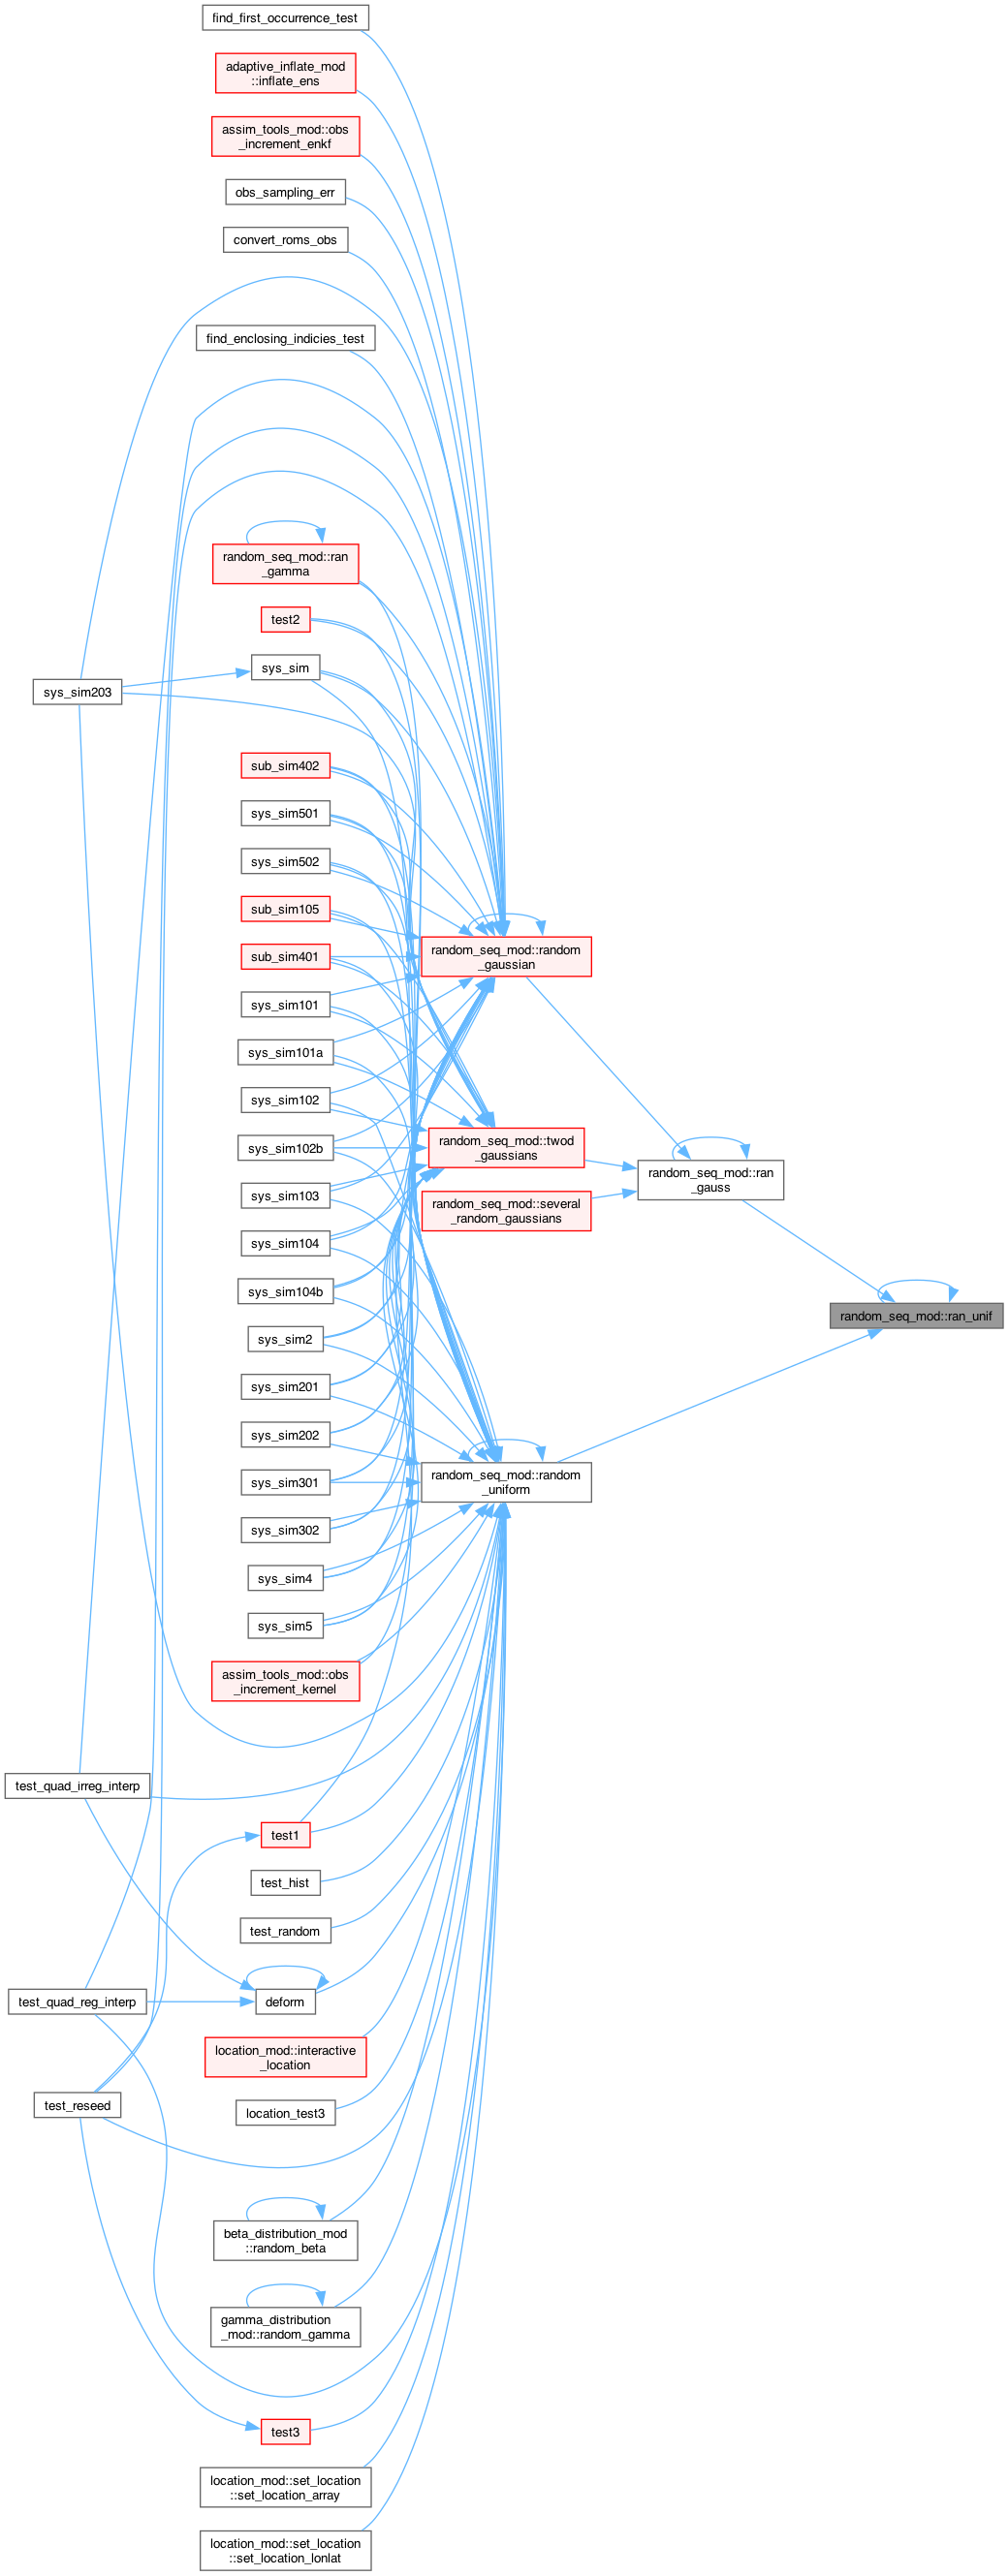 find_first_occurrence_test
adaptive_inflate_mod
::inflate_ens
assim_tools_mod::obs
_increment_enkf
obs_sampling_err
convert_roms_obs
find_enclosing_indicies_test
random_seq_mod::ran
_gamma
test2
sys_sim
sys_sim203
sub_sim402
sys_sim501
sys_sim502
sub_sim105
random_seq_mod::random
_gaussian
sub_sim401
sys_sim101
sys_sim101a
sys_sim102
sys_sim102b
random_seq_mod::twod
_gaussians
random_seq_mod::ran
_gauss
sys_sim103
random_seq_mod::several
_random_gaussians
sys_sim104
sys_sim104b
random_seq_mod::ran_unif
sys_sim2
sys_sim201
sys_sim202
sys_sim301
random_seq_mod::random
_uniform
sys_sim302
sys_sim4
sys_sim5
assim_tools_mod::obs
_increment_kernel
test_quad_irreg_interp
test1
test_hist
test_random
test_quad_reg_interp
deform
location_mod::interactive
_location
test_reseed
location_test3
beta_distribution_mod
::random_beta
gamma_distribution
_mod::random_gamma
test3
location_mod::set_location
::set_location_array
location_mod::set_location
::set_location_lonlat